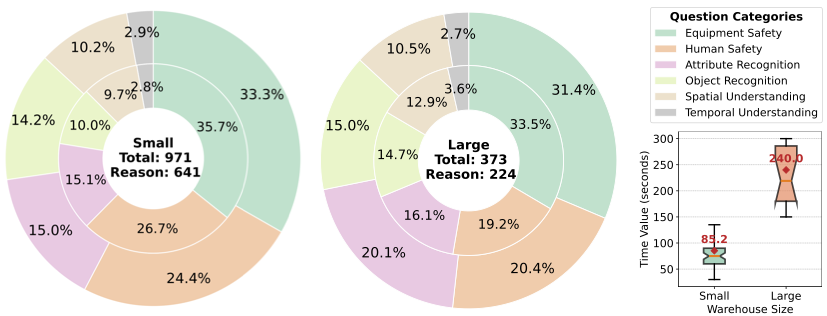 2.9%
10.2%
2.8%
9.7%
33.3%
14.2%
10.0%
35.7%
Small
Total: 971
Reason: 641
15.1%
15.0%
26.7%
24.4%
2.7%
10.5%
3.6%
12.9%
31.4%
15.0%
14.7%
33.5%
Large
Total: 373
Reason: 224
16.1%
19.2%
20.1%
20.4%
Question Categories
Equipment Safety
Human Safety
Attribute Recognition
Object Recognition
Spatial Understanding
Temporal Understanding
Time Value (seconds)
300
250
200
150
100
50
240.0
85.2
Small
Large
Warehouse Size